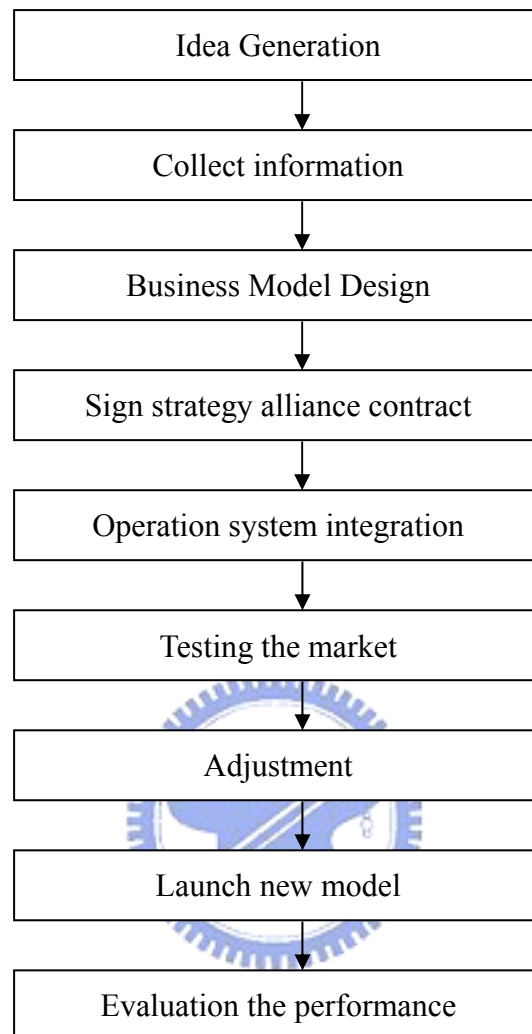 Idea Generation
Collect information
Business Model Design
Sign strategy alliance contract
Operation system integration
Testing the market
Adjustment
Launch new model
Evaluation the performance